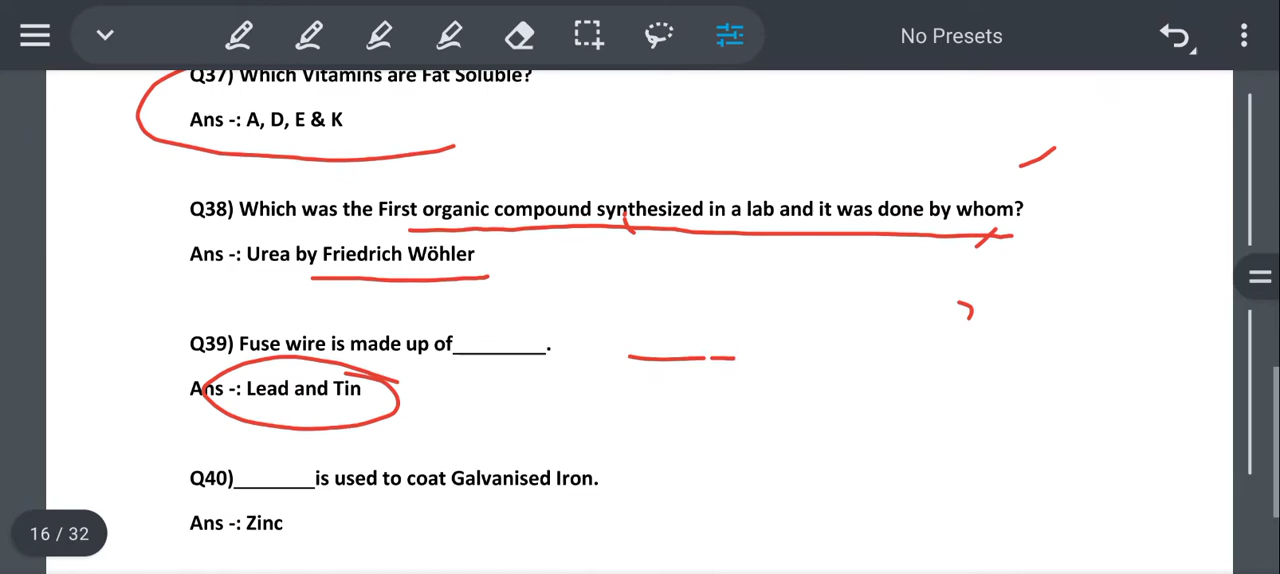 No Presets
Q37) Which Vitamins are Fat Soluble?
Ans -: A, D, E & K
Q38) Which was the First organic compound synthesized in a lab and it was done by whom?
Ans -: Urea by Friedrich Wöhler
Q39) Fuse wire is made up of________.
Ans -: Lead and Tin
Q40)_______is used to coat Galvanised Iron.
Ans -: Zinc
16 / 32